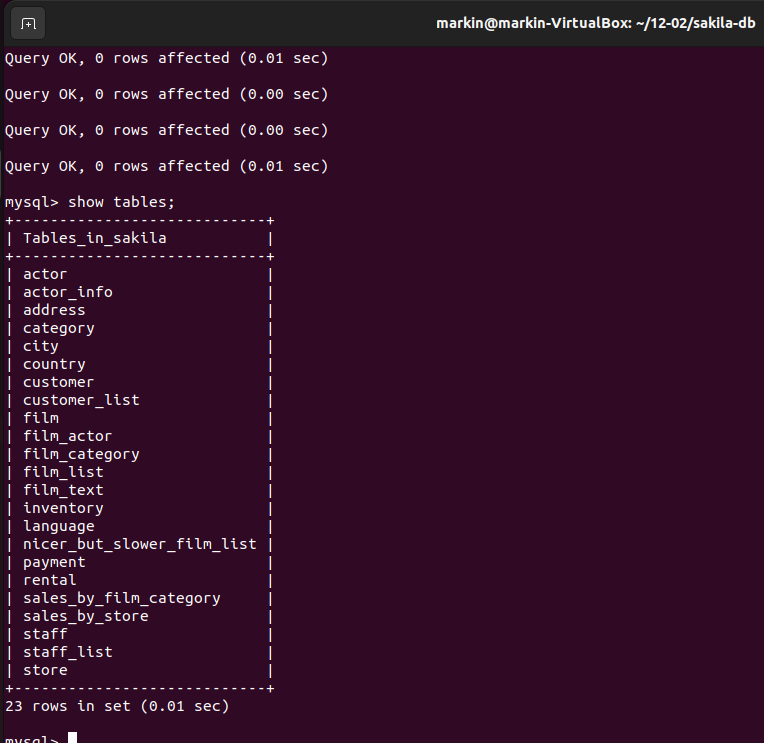 markin@markin-VirtualBox: ~/12-02/sakila-db
Query OK, 0 rows affected (0.01 sec)
Query OK, 0 rows affected (0.00 sec)
Query OK, 0 rows affected (0.00 sec)
Query OK, 0 rows affected (0.01 sec)
mysql> show tables;
+----------------------------+
| Tables_in_sakila           |
+----------------------------+
| actor                      |
| actor_info                 |
| address                    |
| category                   |
| city                       |
| country                    |
| customer                   |
| customer_list              |
| film                       |
| film_actor                 |
| film_category              |
| film_list                  |
| film_text                  |
| inventory                  |
| language                   |
| nicer_but_slower_film_list |
| payment                    |
| rental                     |
| sales_by_film_category     |
| sales_by_store             |
| staff                      |
| staff_list                 |
| store                      |
+----------------------------+
23 rows in set (0.01 sec)
mysql>